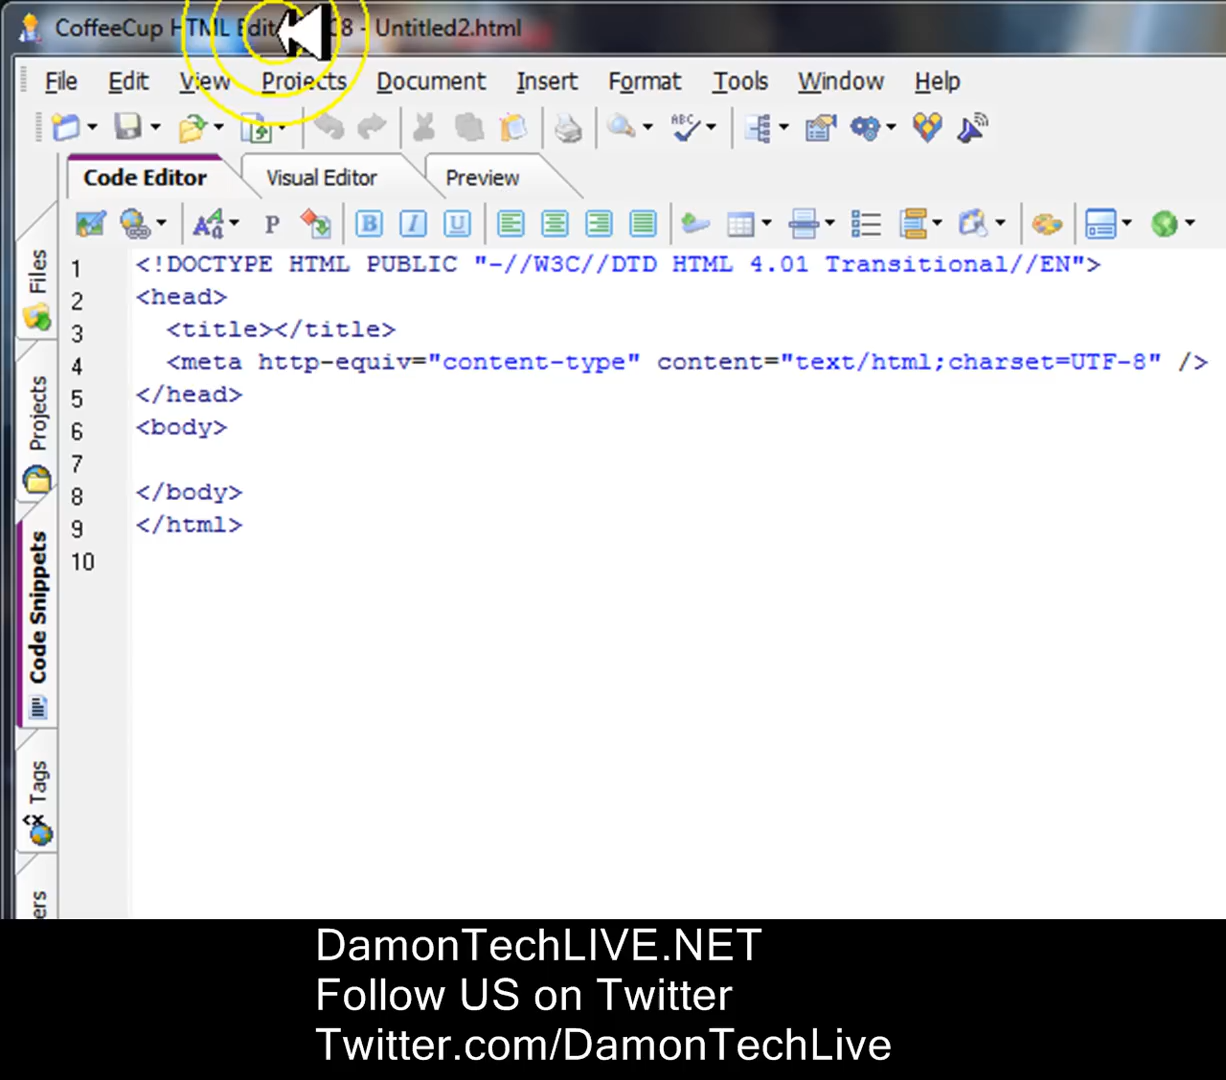 CoffeeCup HTML Edit 08 - Untitled2.html
File Edit View Projects Document Insert Format Tools Window Help
ABC
Code Editor Visual Editor Preview
P B I U
1 <!DOCTYPE HTML PUBLIC "-//W3C//DTD HTML 4.01 Transitional//EN">
2 <head>
3 <title></title>
4 <meta http-equiv="content-type" content="text/html;charset=UTF-8" />
5 </head>
6 <body>
7
8 </body>
9 </html>
10
Files
Projects
Code Snippets
Tags
ers
DamonTechLIVE.NET
Follow US on Twitter
Twitter.com/DamonTechLive